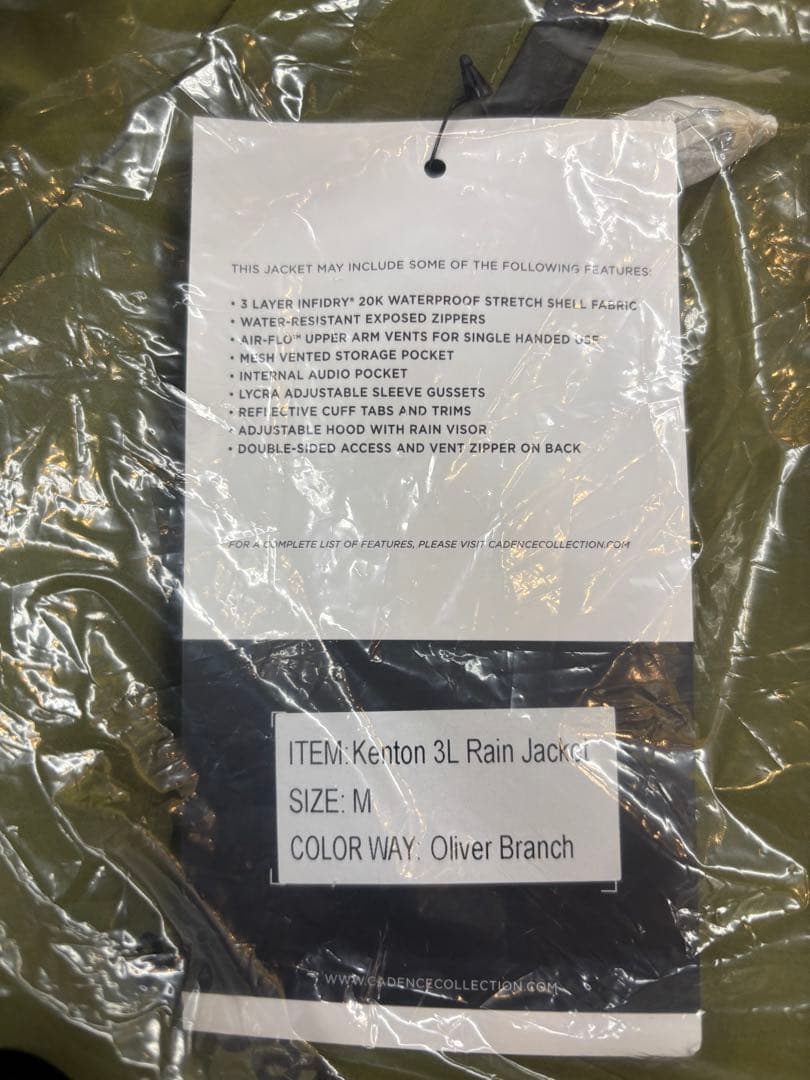 THIS JACKET MAY INCLUDE SOME OF THE FOLLOWING FEATURES:
• 3 LAYER INFIDRY® 20K WATERPROOF STRETCH SHELL FABRIC
• WATER-RESISTANT EXPOSED ZIPPERS
• AIR-FLO™ UPPER ARM VENTS FOR SINGLE HANDED USE
• MESH VENTED STORAGE POCKET
• INTERNAL AUDIO POCKET
• LYCRA ADJUSTABLE SLEEVE GUSSETS
• REFLECTIVE CUFF TABS AND TRIMS
• ADJUSTABLE HOOD WITH RAIN VISOR
• DOUBLE-SIDED ACCESS AND VENT ZIPPER ON BACK
FOR A COMPLETE LIST OF FEATURES, PLEASE VISIT CADENCECOLLECTION.COM
ITEM:Kenton 3L Rain Jacket
SIZE: M
COLOR WAY: Oliver Branch
WWW.CADENCECOLLECTION.COM